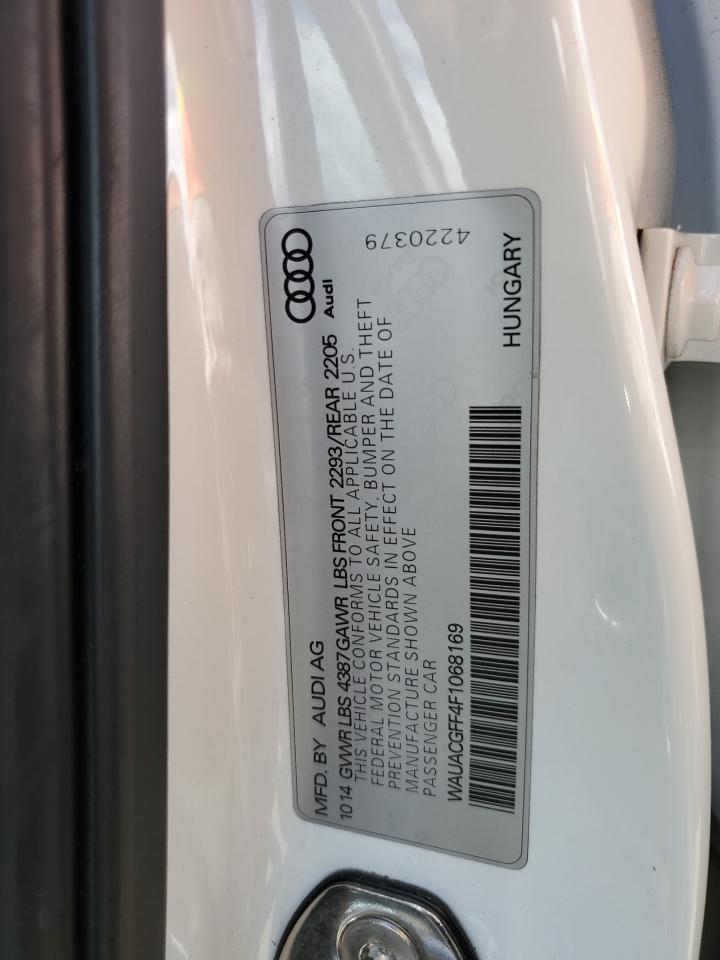 MFD. BY AUDI AG
Audi
1014 GVWR LBS 4387 GAWR LBS FRONT 2293/REAR 2205
THIS VEHICLE CONFORMS TO ALL APPLICABLE U.S.
FEDERAL MOTOR VEHICLE SAFETY, BUMPER AND THEFT
PREVENTION STANDARDS IN EFFECT ON THE DATE OF
MANUFACTURE SHOWN ABOVE
PASSENGER CAR
4220379
WAUACGFF4F1068169
HUNGARY